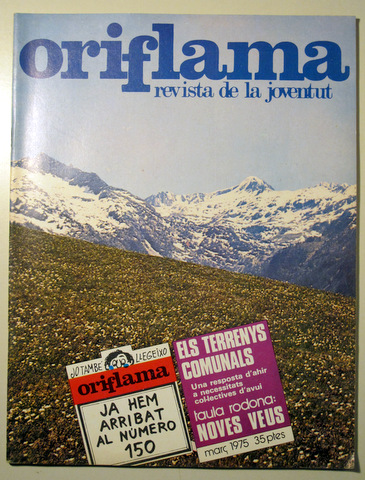 oriflama
revista de la joventut
JO TAMBÉ LLEGEIXO
oriflama
JA HEM
ARRIBAT
AL NÚMERO
150
ELS TERRENYS
COMUNALS
Una resposta d'ahir
a necessitats
col·lectives d'avui
taula rodona:
NOVES VEUS
març 1975 35 ptes